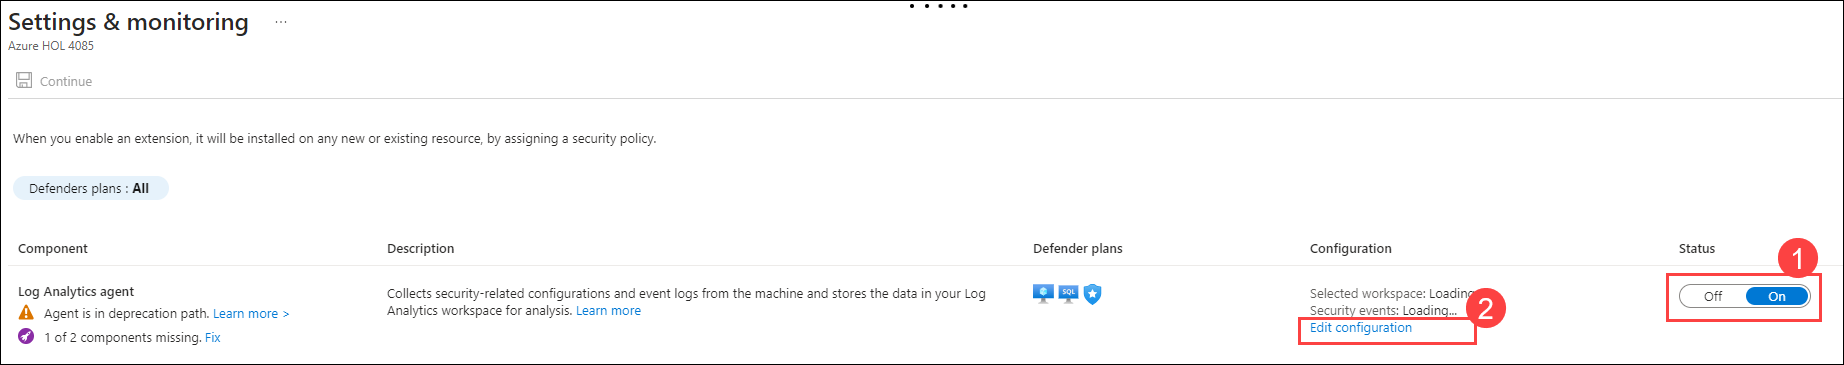 Settings & monitoring ...
Azure HOL 4085
Continue
When you enable an extension, it will be installed on any new or existing resource, by assigning a security policy.
Defenders plans : All
Component Description Defender plans Configuration Status
1
Log Analytics agent
Agent is in deprecation path. Learn more >
1 of 2 components missing. Fix
Collects security-related configurations and event logs from the machine and stores the data in your Log
Analytics workspace for analysis. Learn more
SQL
Selected workspace: Loading
Security events: Loading...
Edit configuration
2
Off On